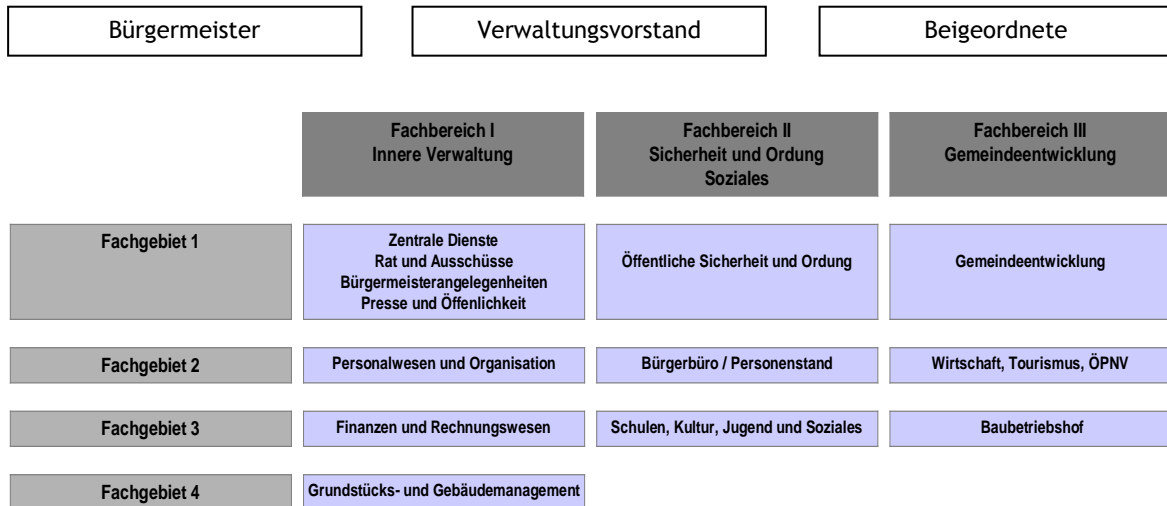 Bürgermeister
Verwaltungsvorstand
Beigeordnete
Fachbereich I
Innere Verwaltung
Fachbereich II
Sicherheit und Ordung
Soziales
Fachbereich III
Gemeindeentwicklung
Fachgebiet 1
Zentrale Dienste
Rat und Ausschüsse
Bürgermeisterangelegenheiten
Presse und Öffenlichkeit
Öffentliche Sicherheit und Ordung
Gemeindeentwicklung
Fachgebiet 2
Personalwesen und Organisation
Bürgerbüro / Personenstand
Wirtschaft, Tourismus, ÖPNV
Fachgebiet 3
Finanzen und Rechnungswesen
Schulen, Kultur, Jugend und Soziales
Baubetriebshof
Fachgebiet 4
Grundstücks- und Gebäudemanagement